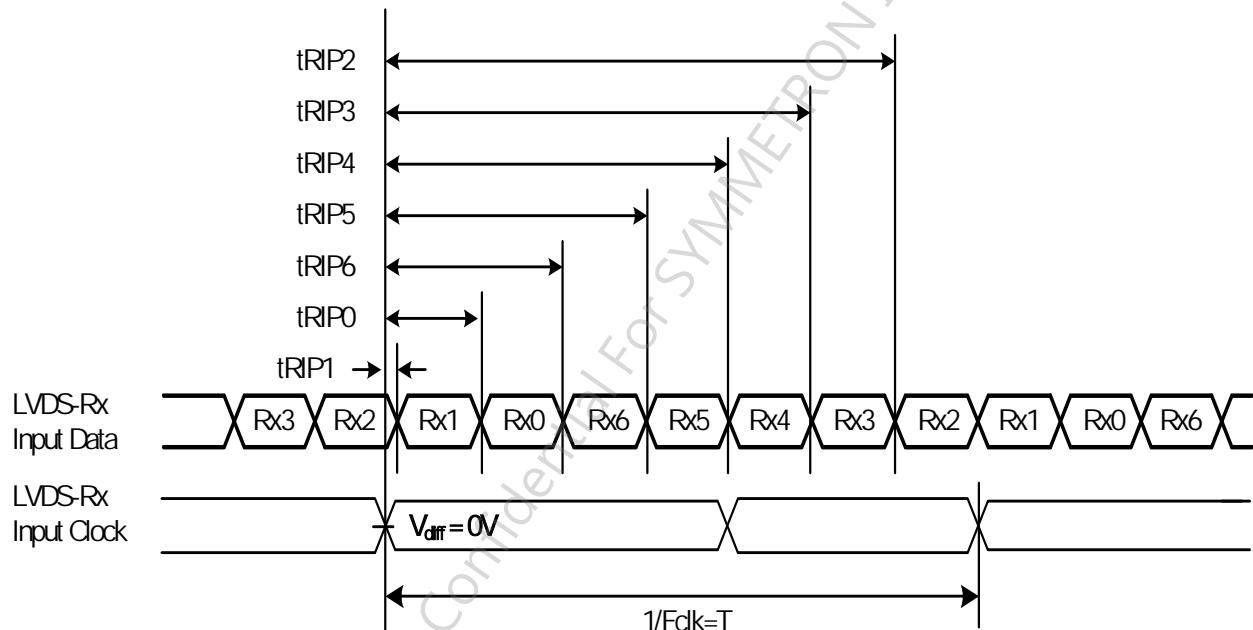 tRIP2
tRIP3
tRIP4
tRIP5
tRIP6
tRIP0
tRIP1
LVDS-Rx
Input Data
Rx3 Rx2 Rx1 Rx0 Rx6 Rx5 Rx4 Rx3 Rx2 Rx1 Rx0 Rx6
LVDS-Rx
Input Clock
Vdiff = 0V
1/Fclk=T
Confidential For SYMMETRON